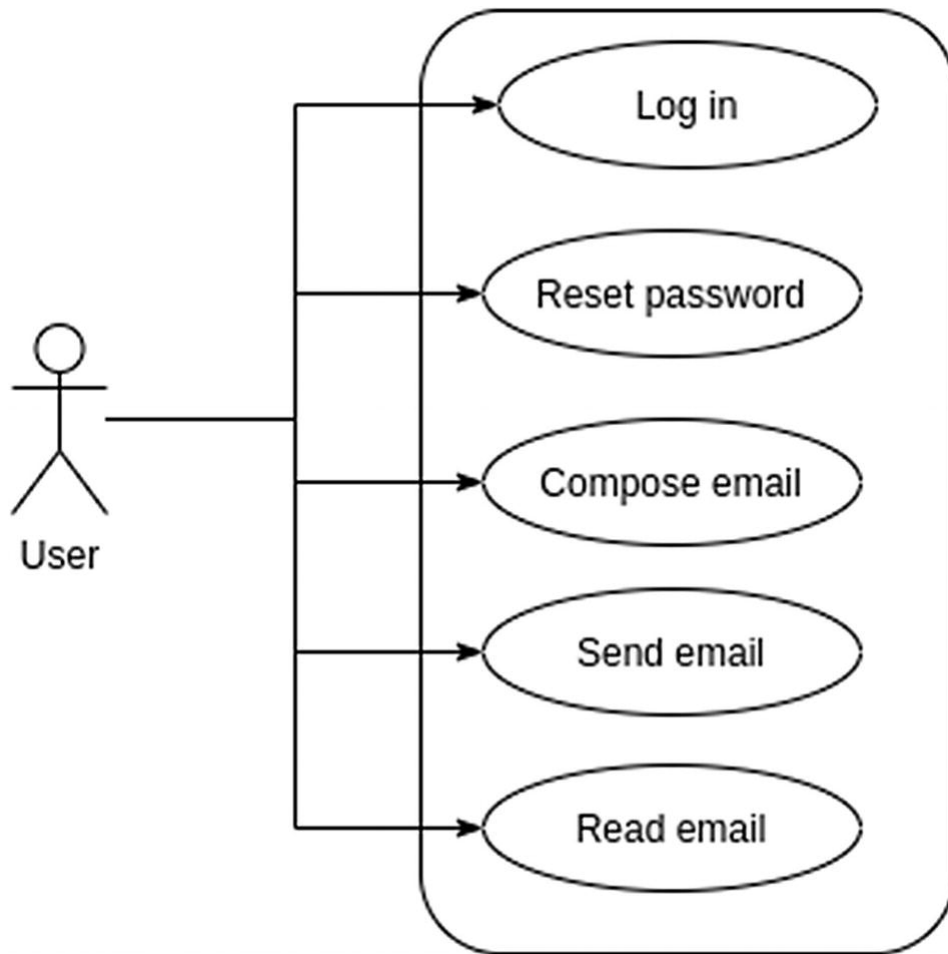 Log in
Reset password
Compose email
User
Send email
Read email